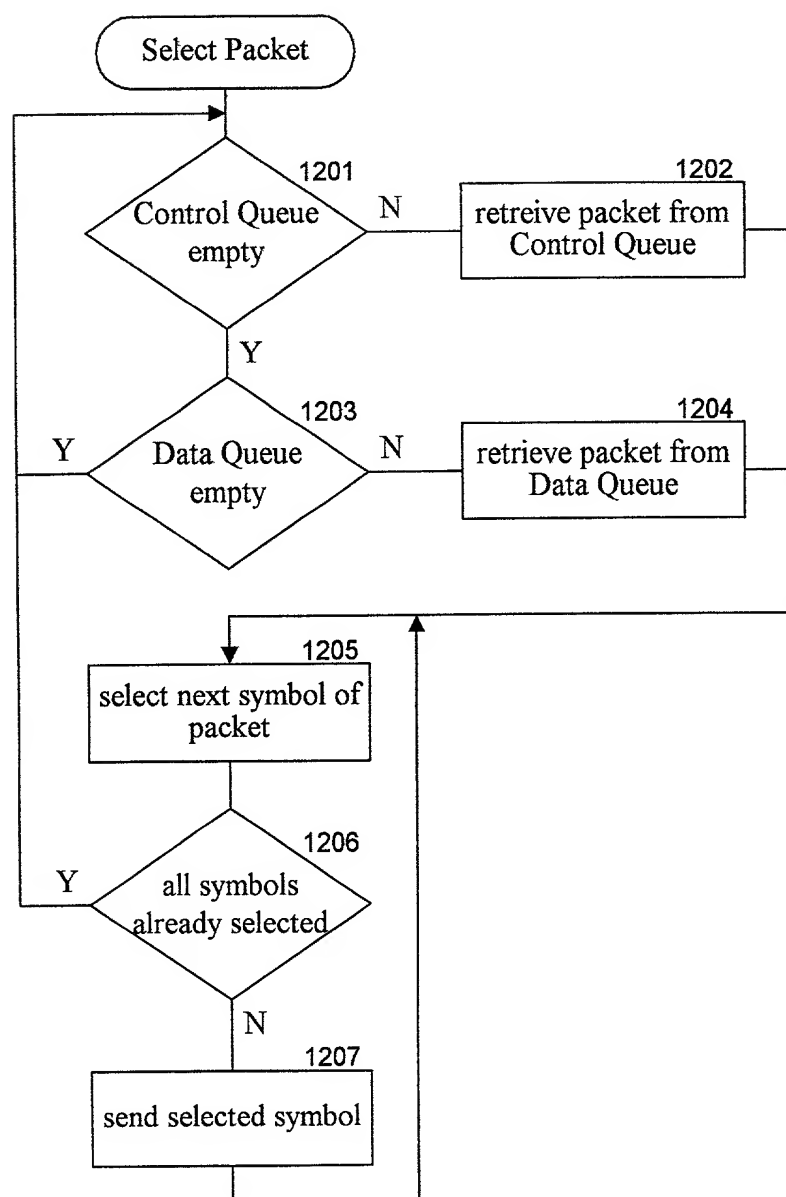 Select Packet
1201
Control Queue
empty
N
1202
retreive packet from
Control Queue
Y
1203
Data Queue
empty
Y
N
1204
retrieve packet from
Data Queue
1205
select next symbol of
packet
1206
all symbols
already selected
Y
N
1207
send selected symbol